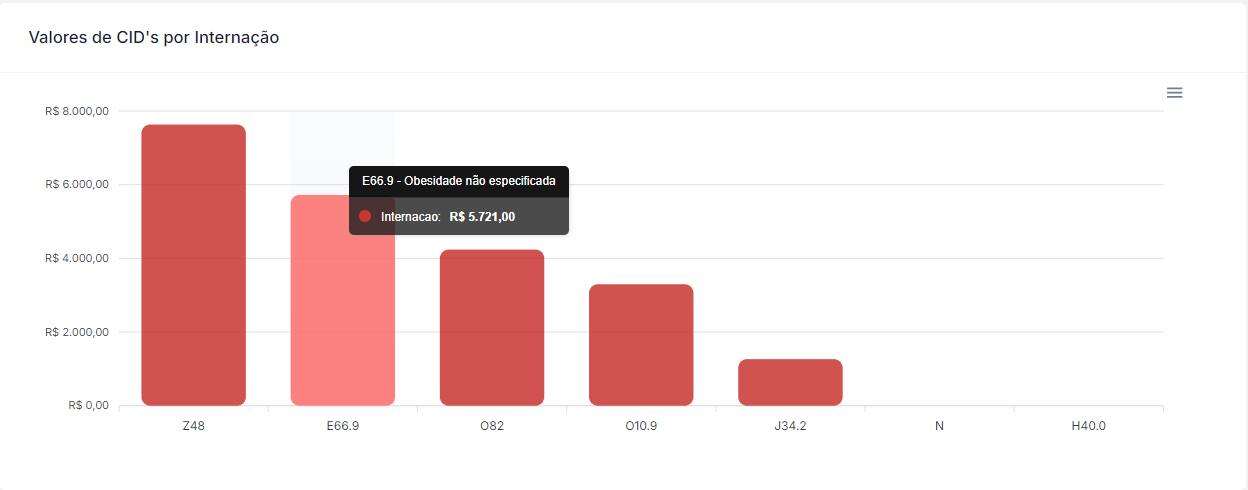 Valores de CID's por Internação
R$ 8.000,00
R$ 6.000,00
R$ 4.000,00
R$ 2.000,00
R$ 0,00
E66.9 - Obesidade não especificada
Internacao: R$ 5.721,00
Z48 E66.9 O82 O10.9 J34.2 N H40.0